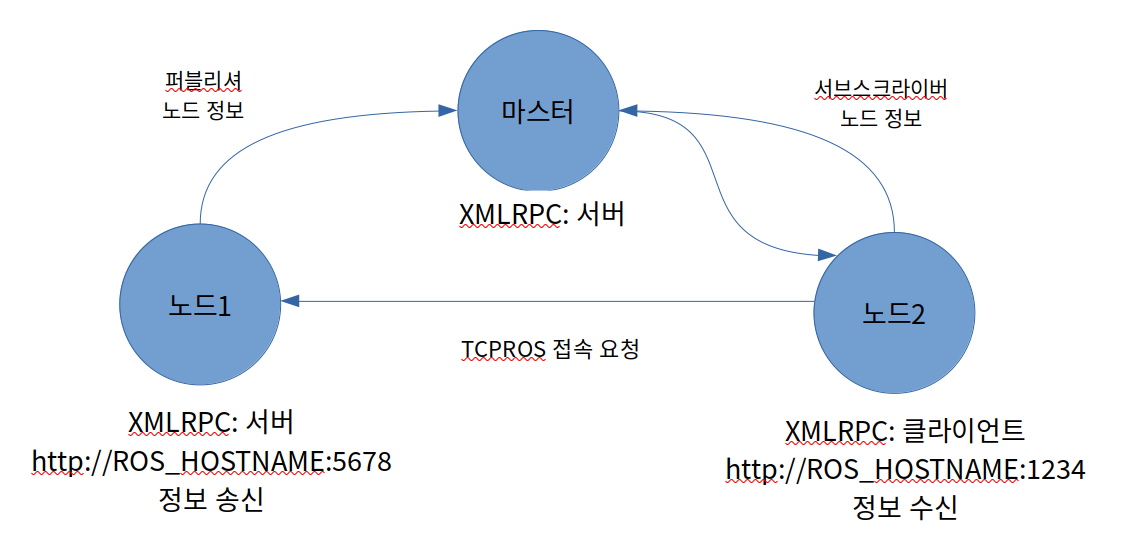 퍼블리셔
노드 정보
마스터
서브스크라이버
노드 정보
XMLRPC: 서버
노드1
노드2
TCPROS 접속 요청
XMLRPC: 서버
http://ROS_HOSTNAME:5678
정보 송신
XMLRPC: 클라이언트
http://ROS_HOSTNAME:1234
정보 수신